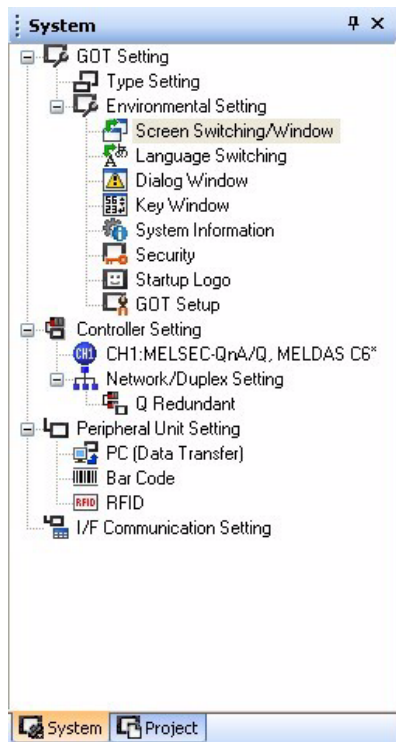 System
GOT Setting
Type Setting
Environmental Setting
Screen Switching/Window
Language Switching
Dialog Window
Key Window
System Information
Security
Startup Logo
GOT Setup
Controller Setting
CH1 CH1:MELSEC-QnA/Q, MELDAS C6*
Network/Duplex Setting
Q Redundant
Peripheral Unit Setting
PC (Data Transfer)
Bar Code
RFID RFID
I/F Communication Setting
System Project